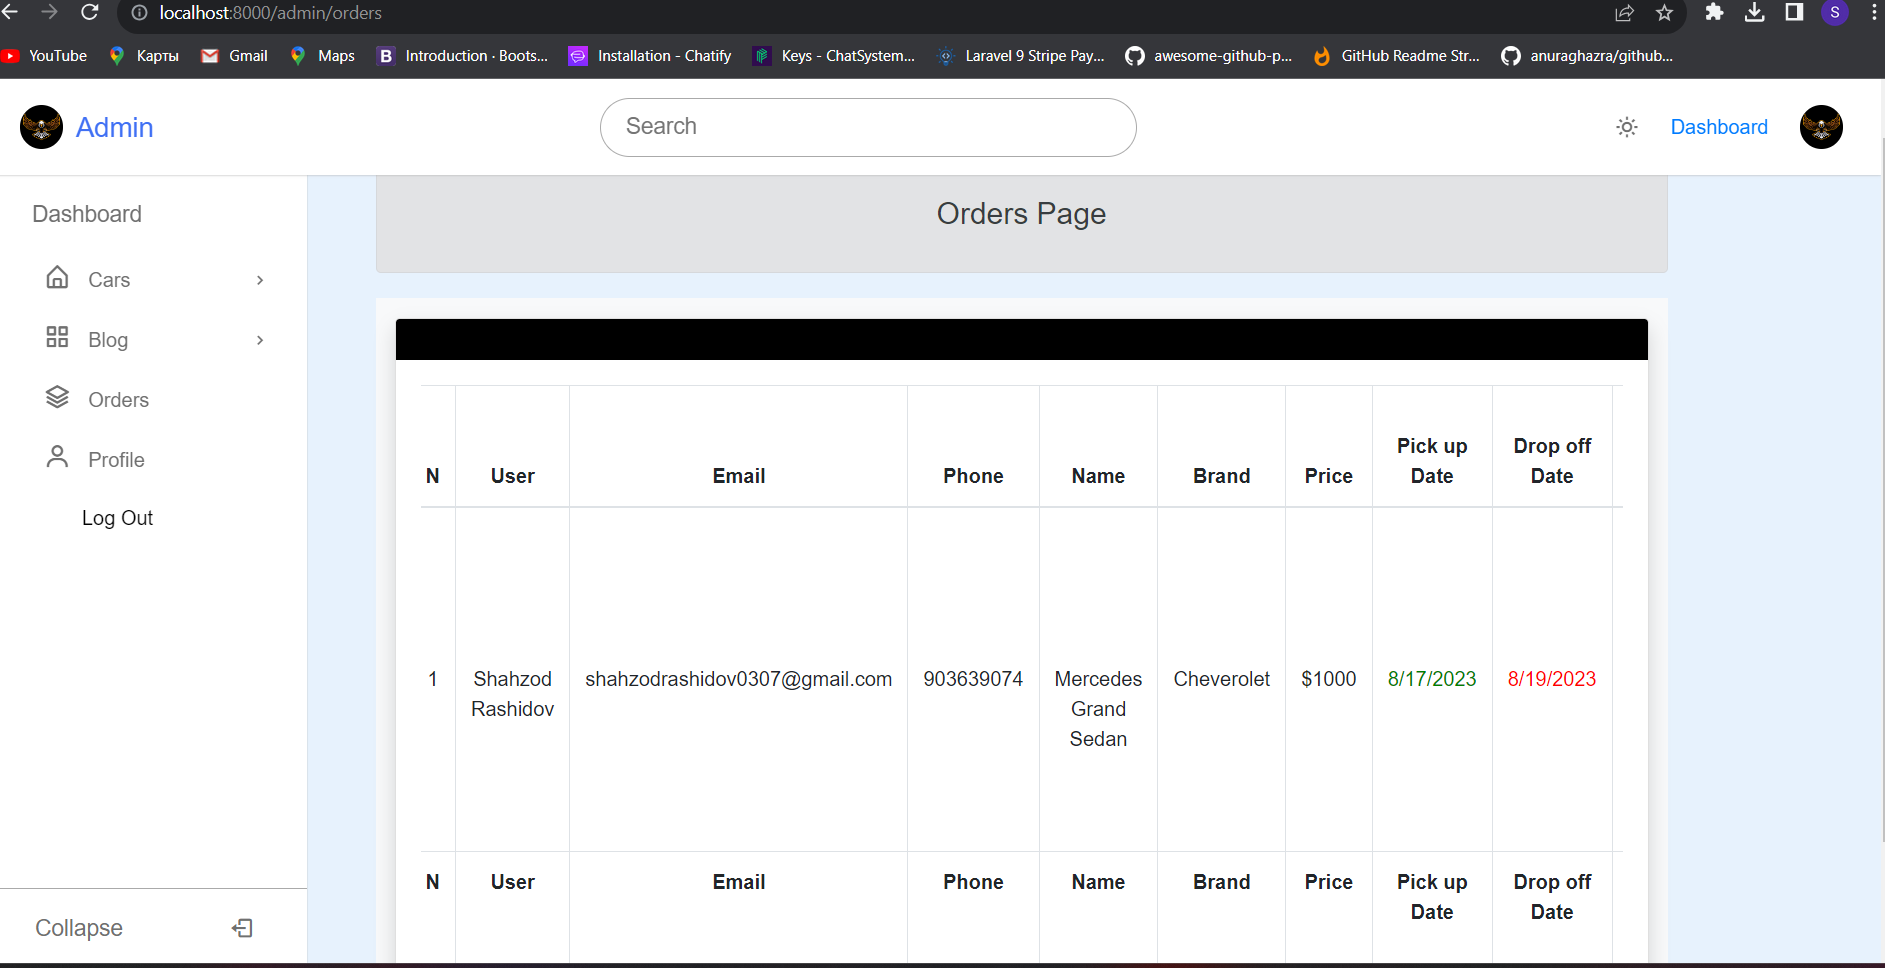 localhost:8000/admin/orders
S
YouTube Карты Gmail Maps B Introduction · Boots... Installation - Chatify Keys - ChatSystem... Laravel 9 Stripe Pay... awesome-github-p... GitHub Readme Str... anuraghazra/github...
Admin
Search
Dashboard
Dashboard
Cars
Blog
Orders
Profile
Log Out
Collapse
Orders Page
N User Email Phone Name Brand Price Pick up Date Drop off Date
1 Shahzod Rashidov shahzodrashidov0307@gmail.com 903639074 Mercedes Grand Sedan Cheverolet $1000 8/17/2023 8/19/2023
N User Email Phone Name Brand Price Pick up Date Drop off Date